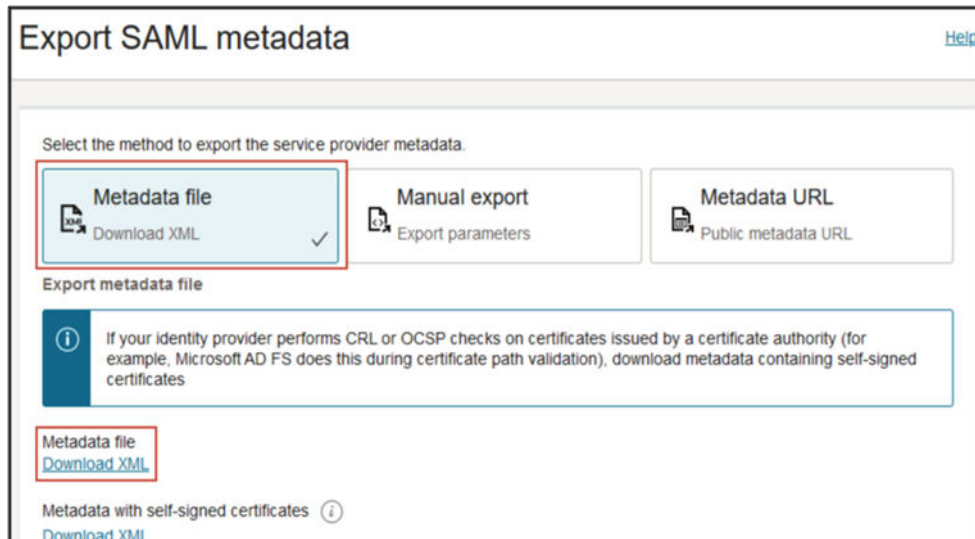 Export SAML metadata
Help
Select the method to export the service provider metadata.
Metadata file
Download XML
Manual export
Export parameters
Metadata URL
Public metadata URL
Export metadata file
If your identity provider performs CRL or OCSP checks on certificates issued by a certificate authority (for
example, Microsoft AD FS does this during certificate path validation), download metadata containing self-signed
certificates
Metadata file
Download XML
Metadata with self-signed certificates
Download XML